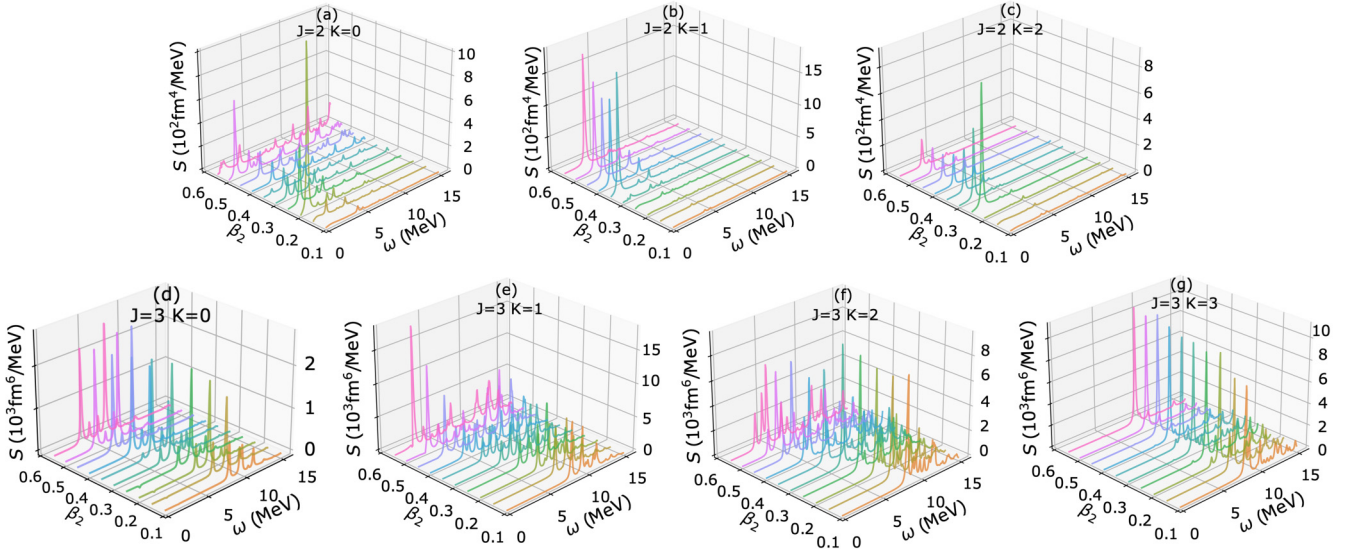 (a)
J=2 K=0
S (10²fm⁴/MeV)
10
8
6
4
2
0
0.6
0.5
0.4
0.3
0.2
0.1
β₂
0
5
10
15
ω (MeV)
(b)
J=2 K=1
S (10²fm⁴/MeV)
15
10
5
0
0.6
0.5
0.4
0.3
0.2
0.1
β₂
0
5
10
15
ω (MeV)
(c)
J=2 K=2
S (10²fm⁴/MeV)
8
6
4
2
0
0.6
0.5
0.4
0.3
0.2
0.1
β₂
0
5
10
15
ω (MeV)
(d)
J=3 K=0
S (10³fm⁶/MeV)
2
1
0
0.6
0.5
0.4
0.3
0.2
0.1
β₂
0
5
10
15
ω (MeV)
(e)
J=3 K=1
S (10³fm⁶/MeV)
15
10
5
0
0.6
0.5
0.4
0.3
0.2
0.1
β₂
0
5
10
15
ω (MeV)
(f)
J=3 K=2
S (10³fm⁶/MeV)
8
6
4
2
0
0.6
0.5
0.4
0.3
0.2
0.1
β₂
0
5
10
15
ω (MeV)
(g)
J=3 K=3
S (10³fm⁶/MeV)
10
8
6
4
2
0
0.6
0.5
0.4
0.3
0.2
0.1
β₂
0
5
10
15
ω (MeV)